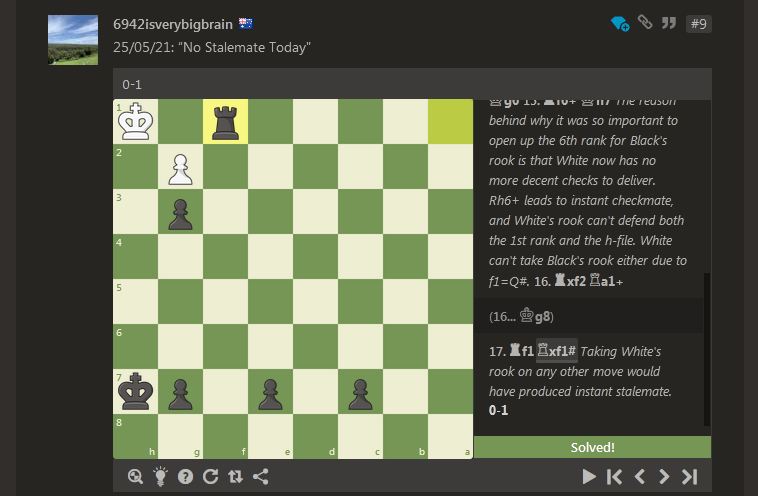 6942isverybigbrain
#9
25/05/21: “No Stalemate Today”
0-1
1
2
3
4
5
6
7
8
h g f e d c b a
The reason
behind why it was so important to
open up the 6th rank for Black's
rook is that White now has no
more decent checks to deliver.
Rh6+ leads to instant checkmate,
and White's rook can't defend both
the 1st rank and the h-file. White
can't take Black's rook either due to
f1=Q#. 16. ♜xf2 ♖a1+
(16... ♔g8)
17. ♜f1 ♖xf1# Taking White's
rook on any other move would
have produced instant stalemate.
0-1
Solved!